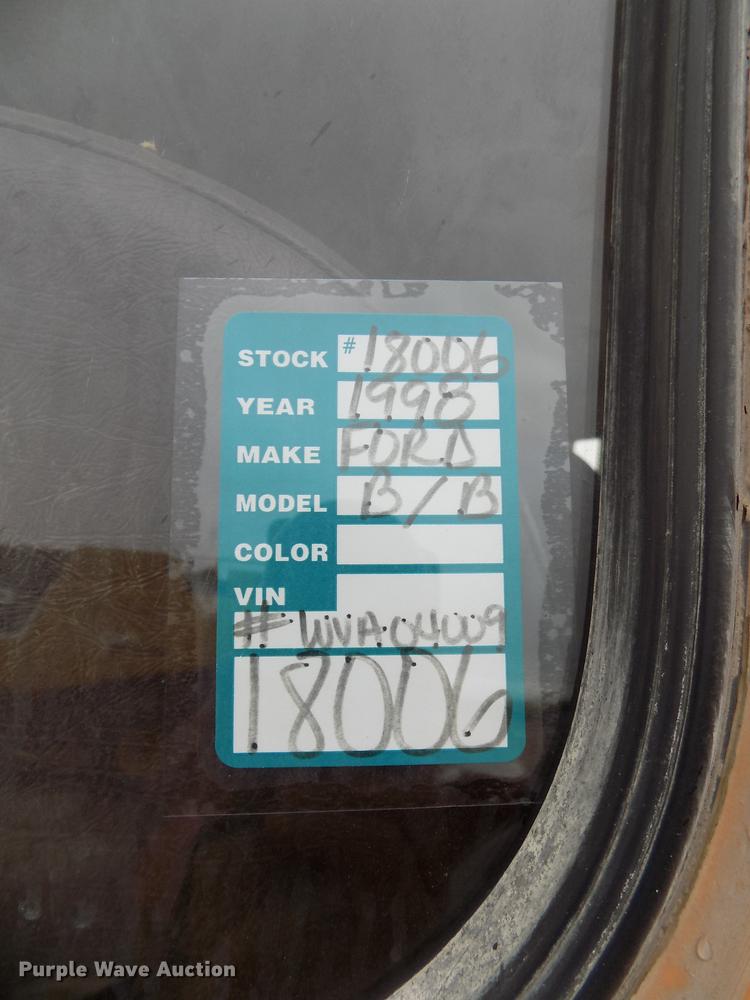 STOCK #18006
YEAR 1998
MAKE FORD
MODEL B/B
COLOR
VIN
# WVA04009
18006
Purple Wave Auction